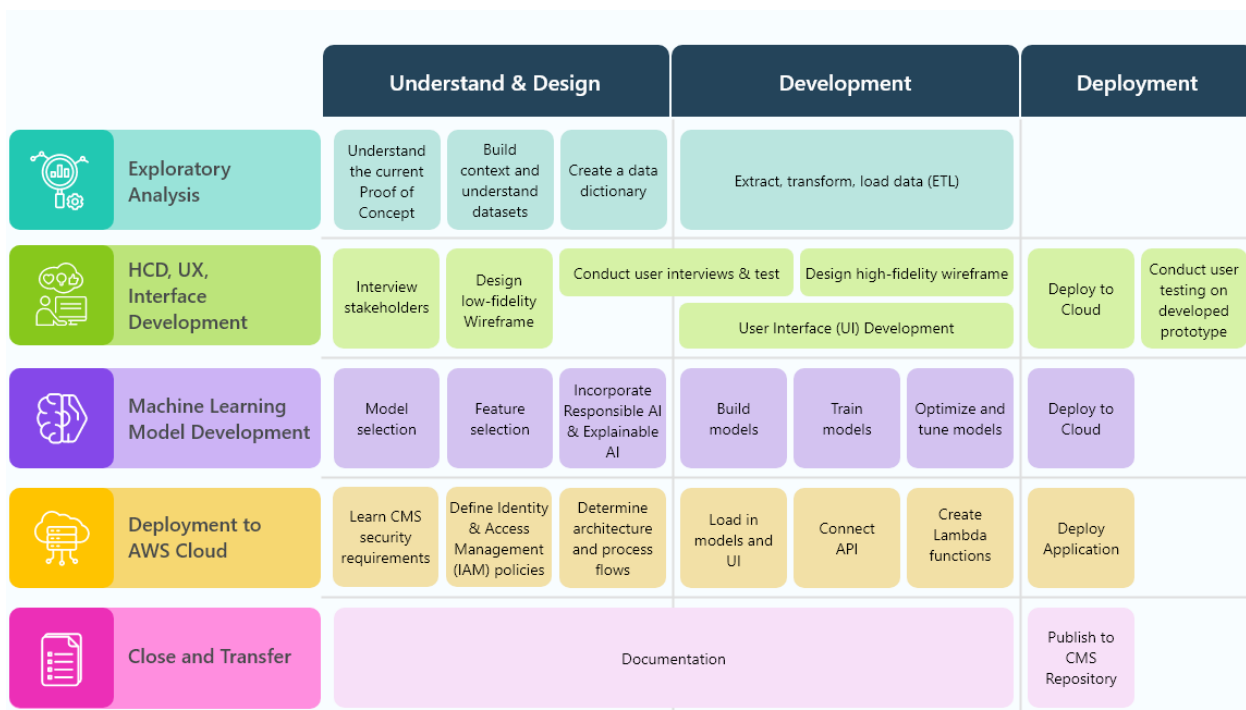 Understand & Design
Development
Deployment
Exploratory
Analysis
Understand
the current
Proof of
Concept
Build
context and
understand
datasets
Create a data
dictionary
Extract, transform, load data (ETL)
HCD, UX,
Interface
Development
Interview
stakeholders
Design
low-fidelity
Wireframe
Conduct user interviews & test
Design high-fidelity wireframe
User Interface (UI) Development
Deploy to
Cloud
Conduct user
testing on
developed
prototype
Machine Learning
Model Development
Model
selection
Feature
selection
Incorporate
Responsible AI
& Explainable
AI
Build
models
Train
models
Optimize and
tune models
Deploy to
Cloud
Deployment to
AWS Cloud
Learn CMS
security
requirements
Define Identity
& Access
Management
(IAM) policies
Determine
architecture
and process
flows
Load in
models and
UI
Connect
API
Create
Lambda
functions
Deploy
Application
Close and Transfer
Documentation
Publish to
CMS
Repository